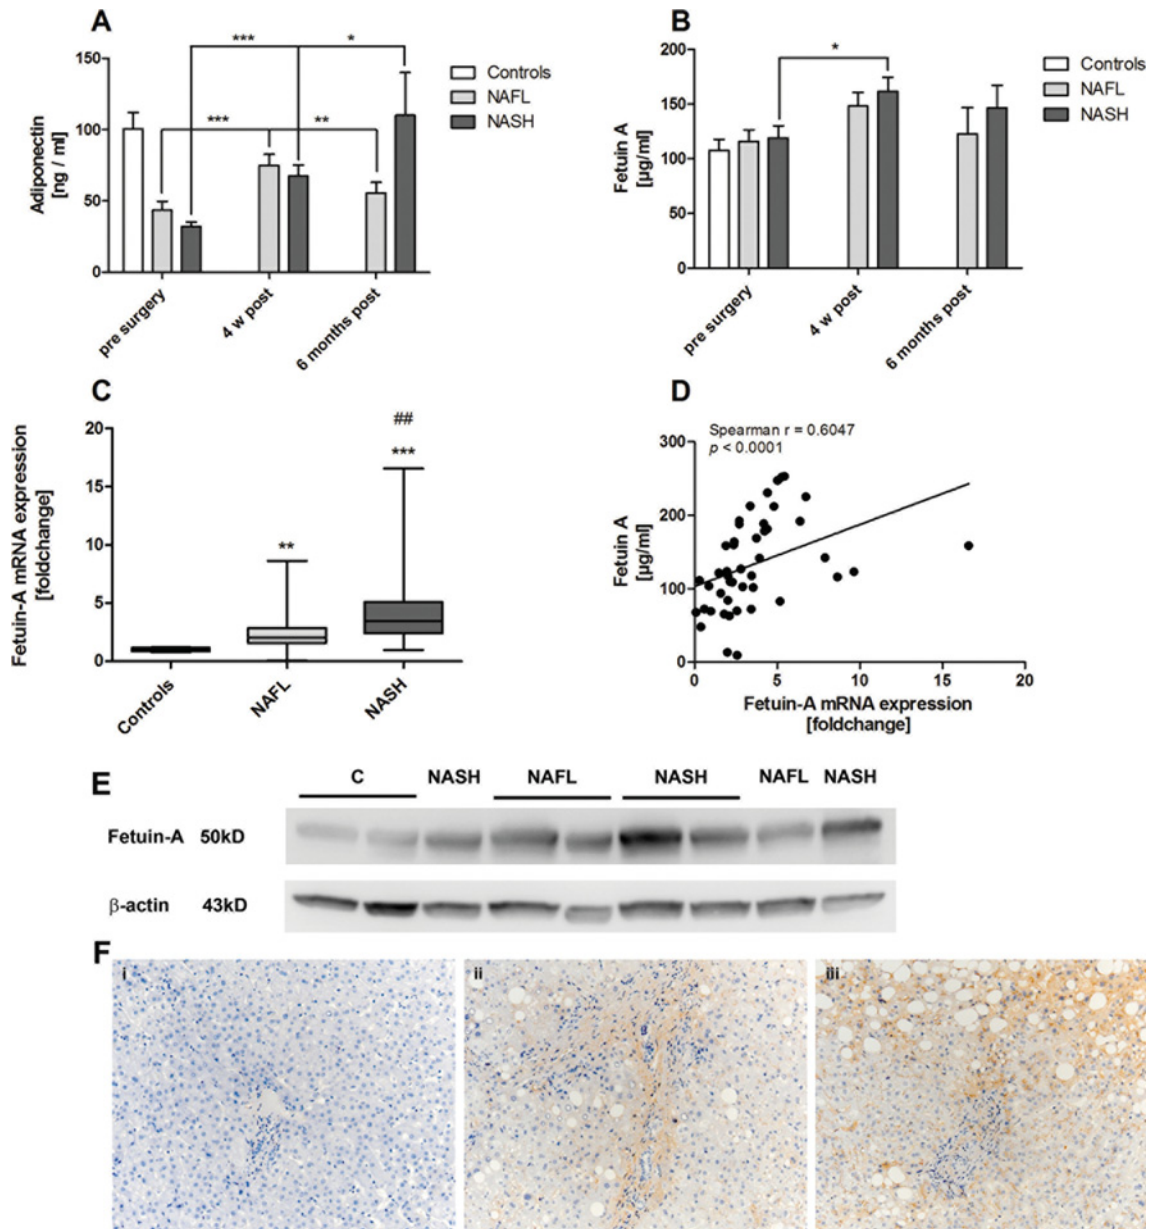 A
***
*
150
100
50
0
Adiponectin
[ng / ml]
***
**
Controls
NAFL
NASH
pre surgery
4 w post
6 months post
B
*
200
150
100
50
0
Fetuin A
[µg/ml]
Controls
NAFL
NASH
pre surgery
4 w post
6 months post
C
20
15
10
5
0
Fetuin-A mRNA expression
[foldchange]
**
##
***
Controls
NAFL
NASH
D
Spearman r = 0.6047
p < 0.0001
300
200
100
0
Fetuin A
[µg/ml]
0
5
10
15
20
Fetuin-A mRNA expression
[foldchange]
E
C
NASH
NAFL
NASH
NAFL
NASH
Fetuin-A 50kD
β-actin 43kD
F
i
ii
iii